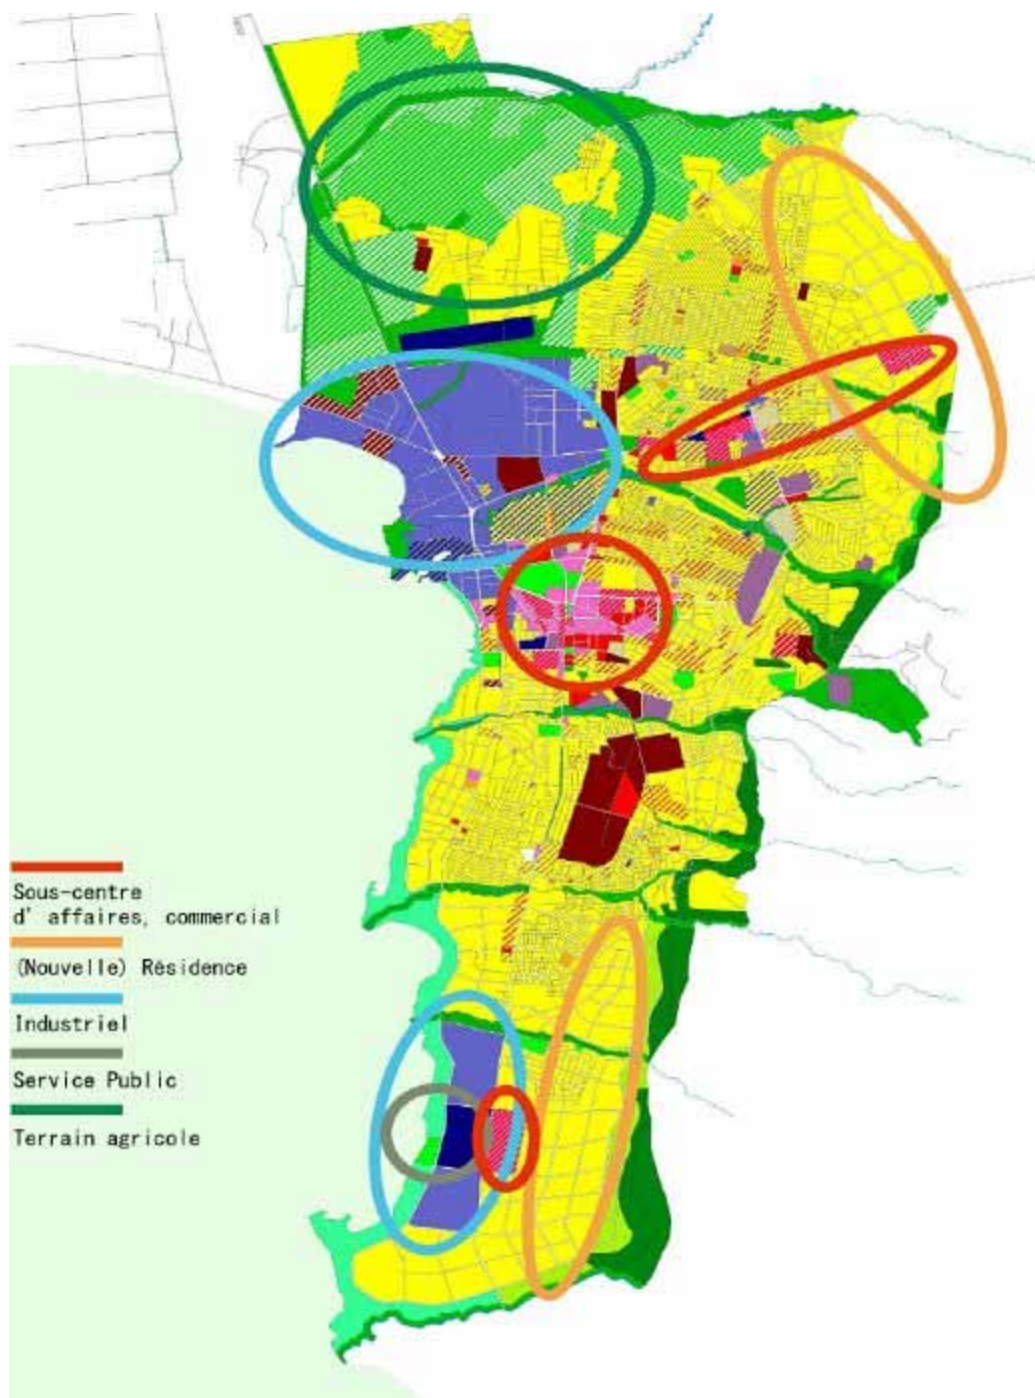 Sous-centre
d' affaires, commercial
(Nouvelle) Résidence
Industriel
Service Public
Terrain agricole